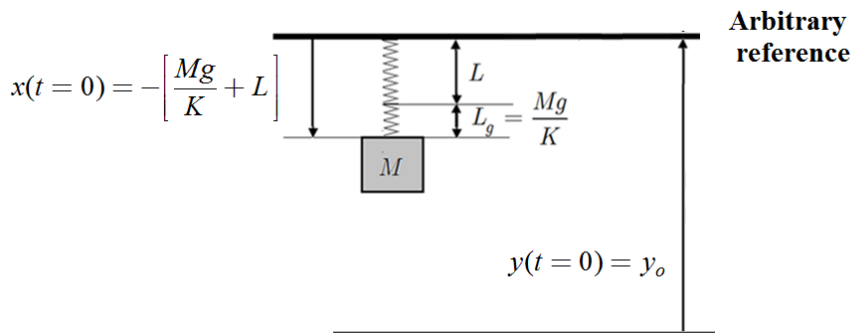 Arbitrary
reference
x(t = 0) = −[Mg/K + L]
L
L_g = Mg/K
M
y(t = 0) = y_o